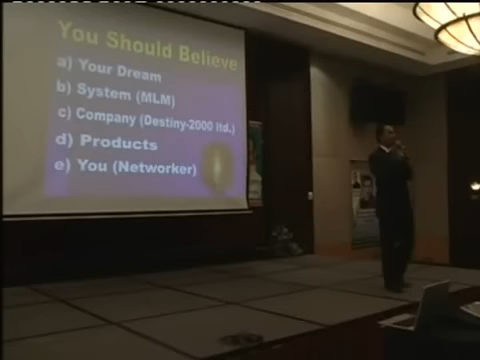 You Should Believe
a) Your Dream
b) System (MLM)
c) Company (Destiny-2000 ltd.)
d) Products
e) You (Networker)